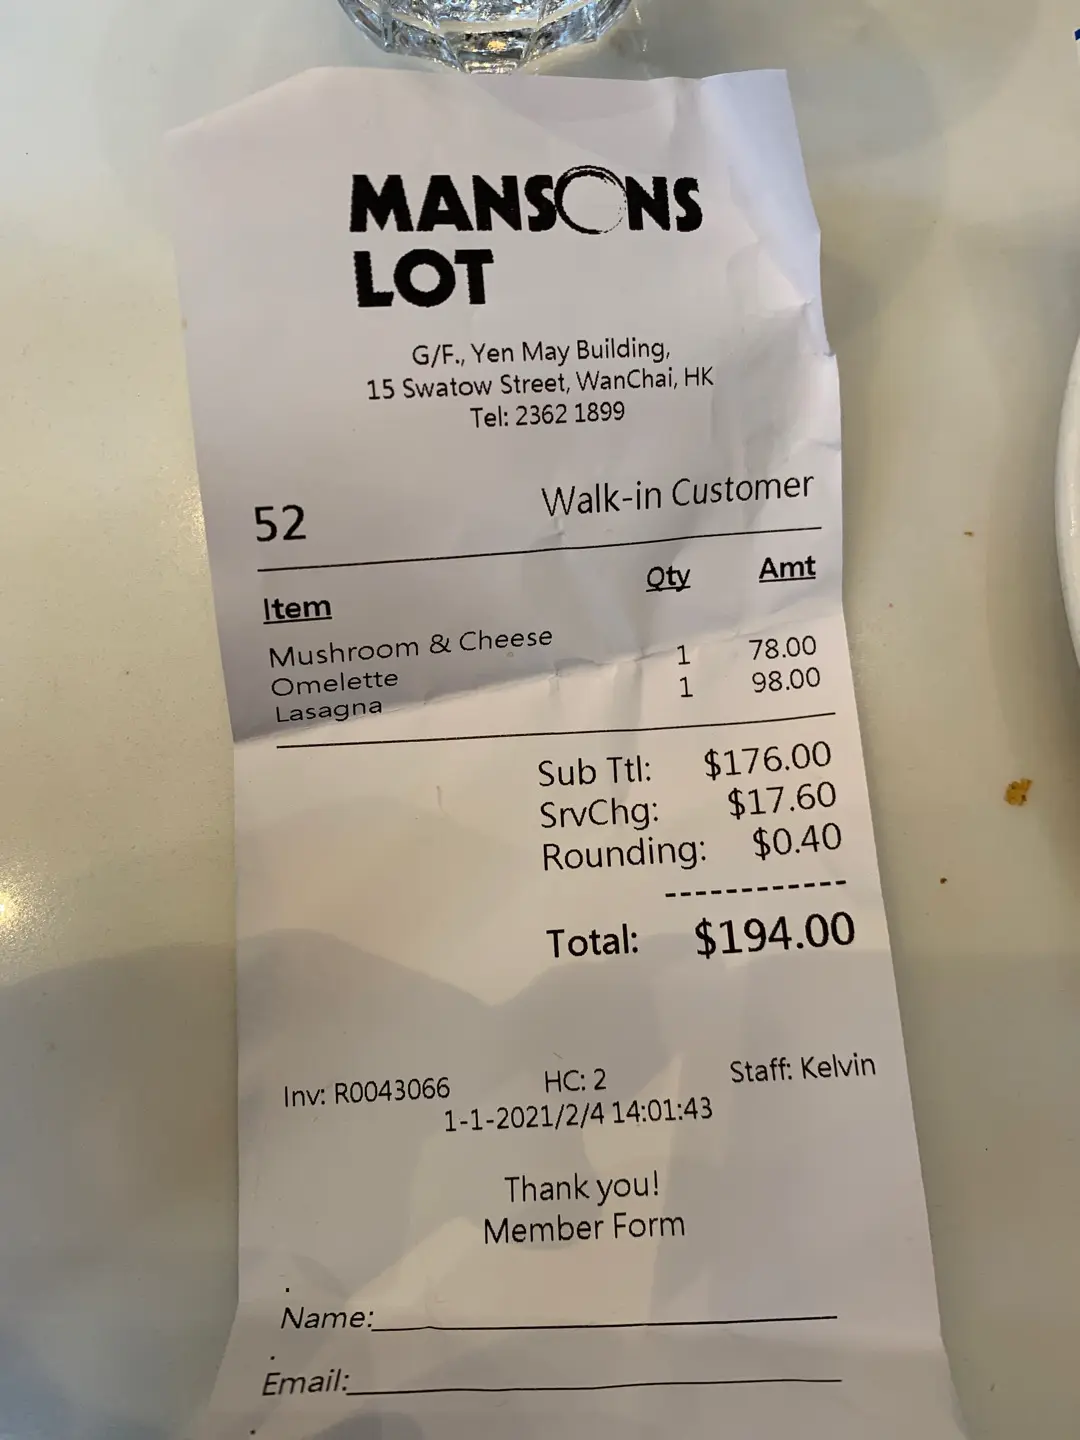 MANSONS
LOT
G/F., Yen May Building,
15 Swatow Street, WanChai, HK
Tel: 2362 1899
52 Walk-in Customer
Item Qty Amt
Mushroom & Cheese 1 78.00
Omelette
Lasagna 1 98.00
Sub Ttl: $176.00
SrvChg: $17.60
Rounding: $0.40
------------
Total: $194.00
Inv: R0043066 HC: 2 Staff: Kelvin
1-1-2021/2/4 14:01:43
Thank you!
Member Form
.
Name:
.
Email:
.